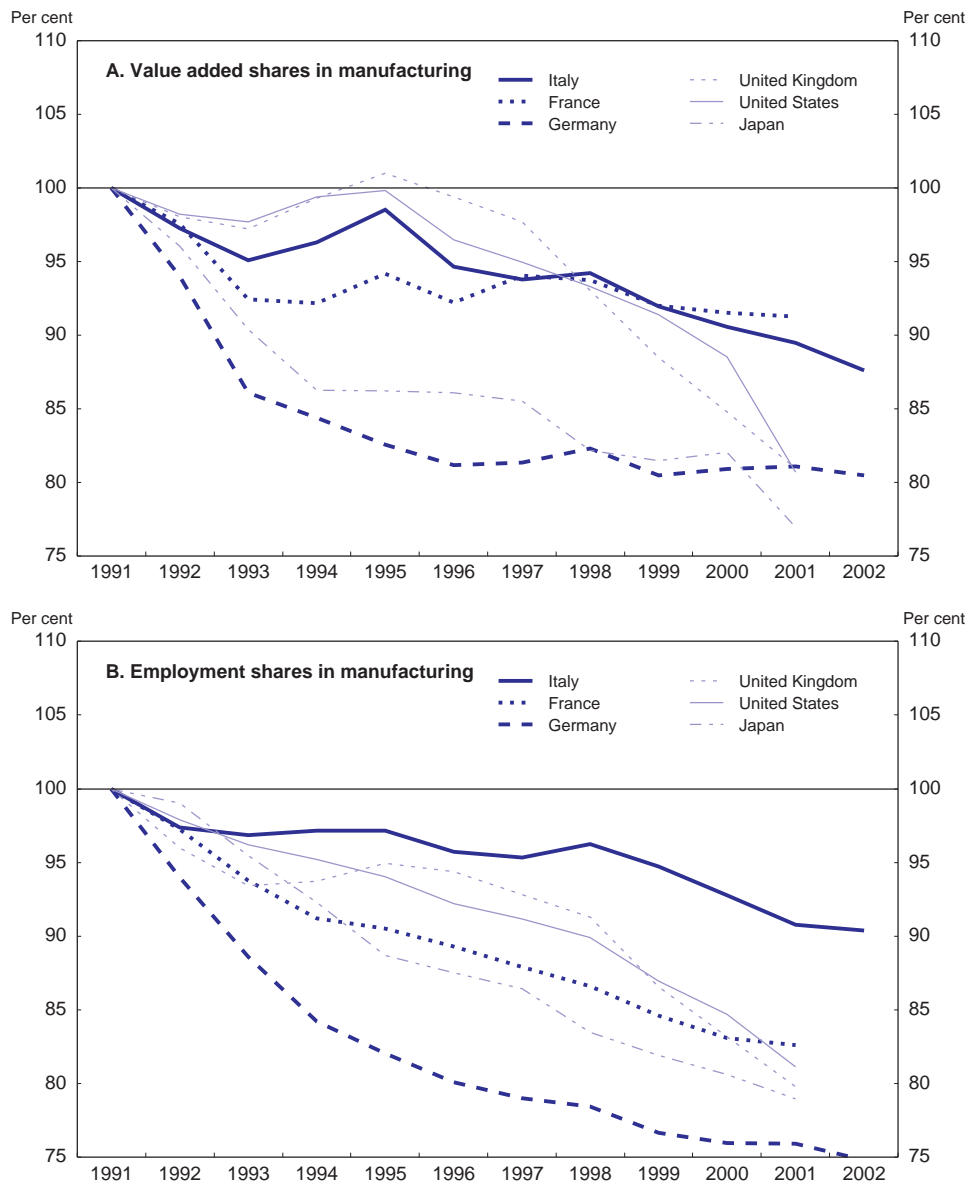 Per cent Per cent
110 110
A. Value added shares in manufacturing
Italy United Kingdom
France United States
Germany Japan
105 105
100 100
95 95
90 90
85 85
80 80
75 75
1991 1992 1993 1994 1995 1996 1997 1998 1999 2000 2001 2002
Per cent Per cent
110 110
B. Employment shares in manufacturing
Italy United Kingdom
France United States
Germany Japan
105 105
100 100
95 95
90 90
85 85
80 80
75 75
1991 1992 1993 1994 1995 1996 1997 1998 1999 2000 2001 2002